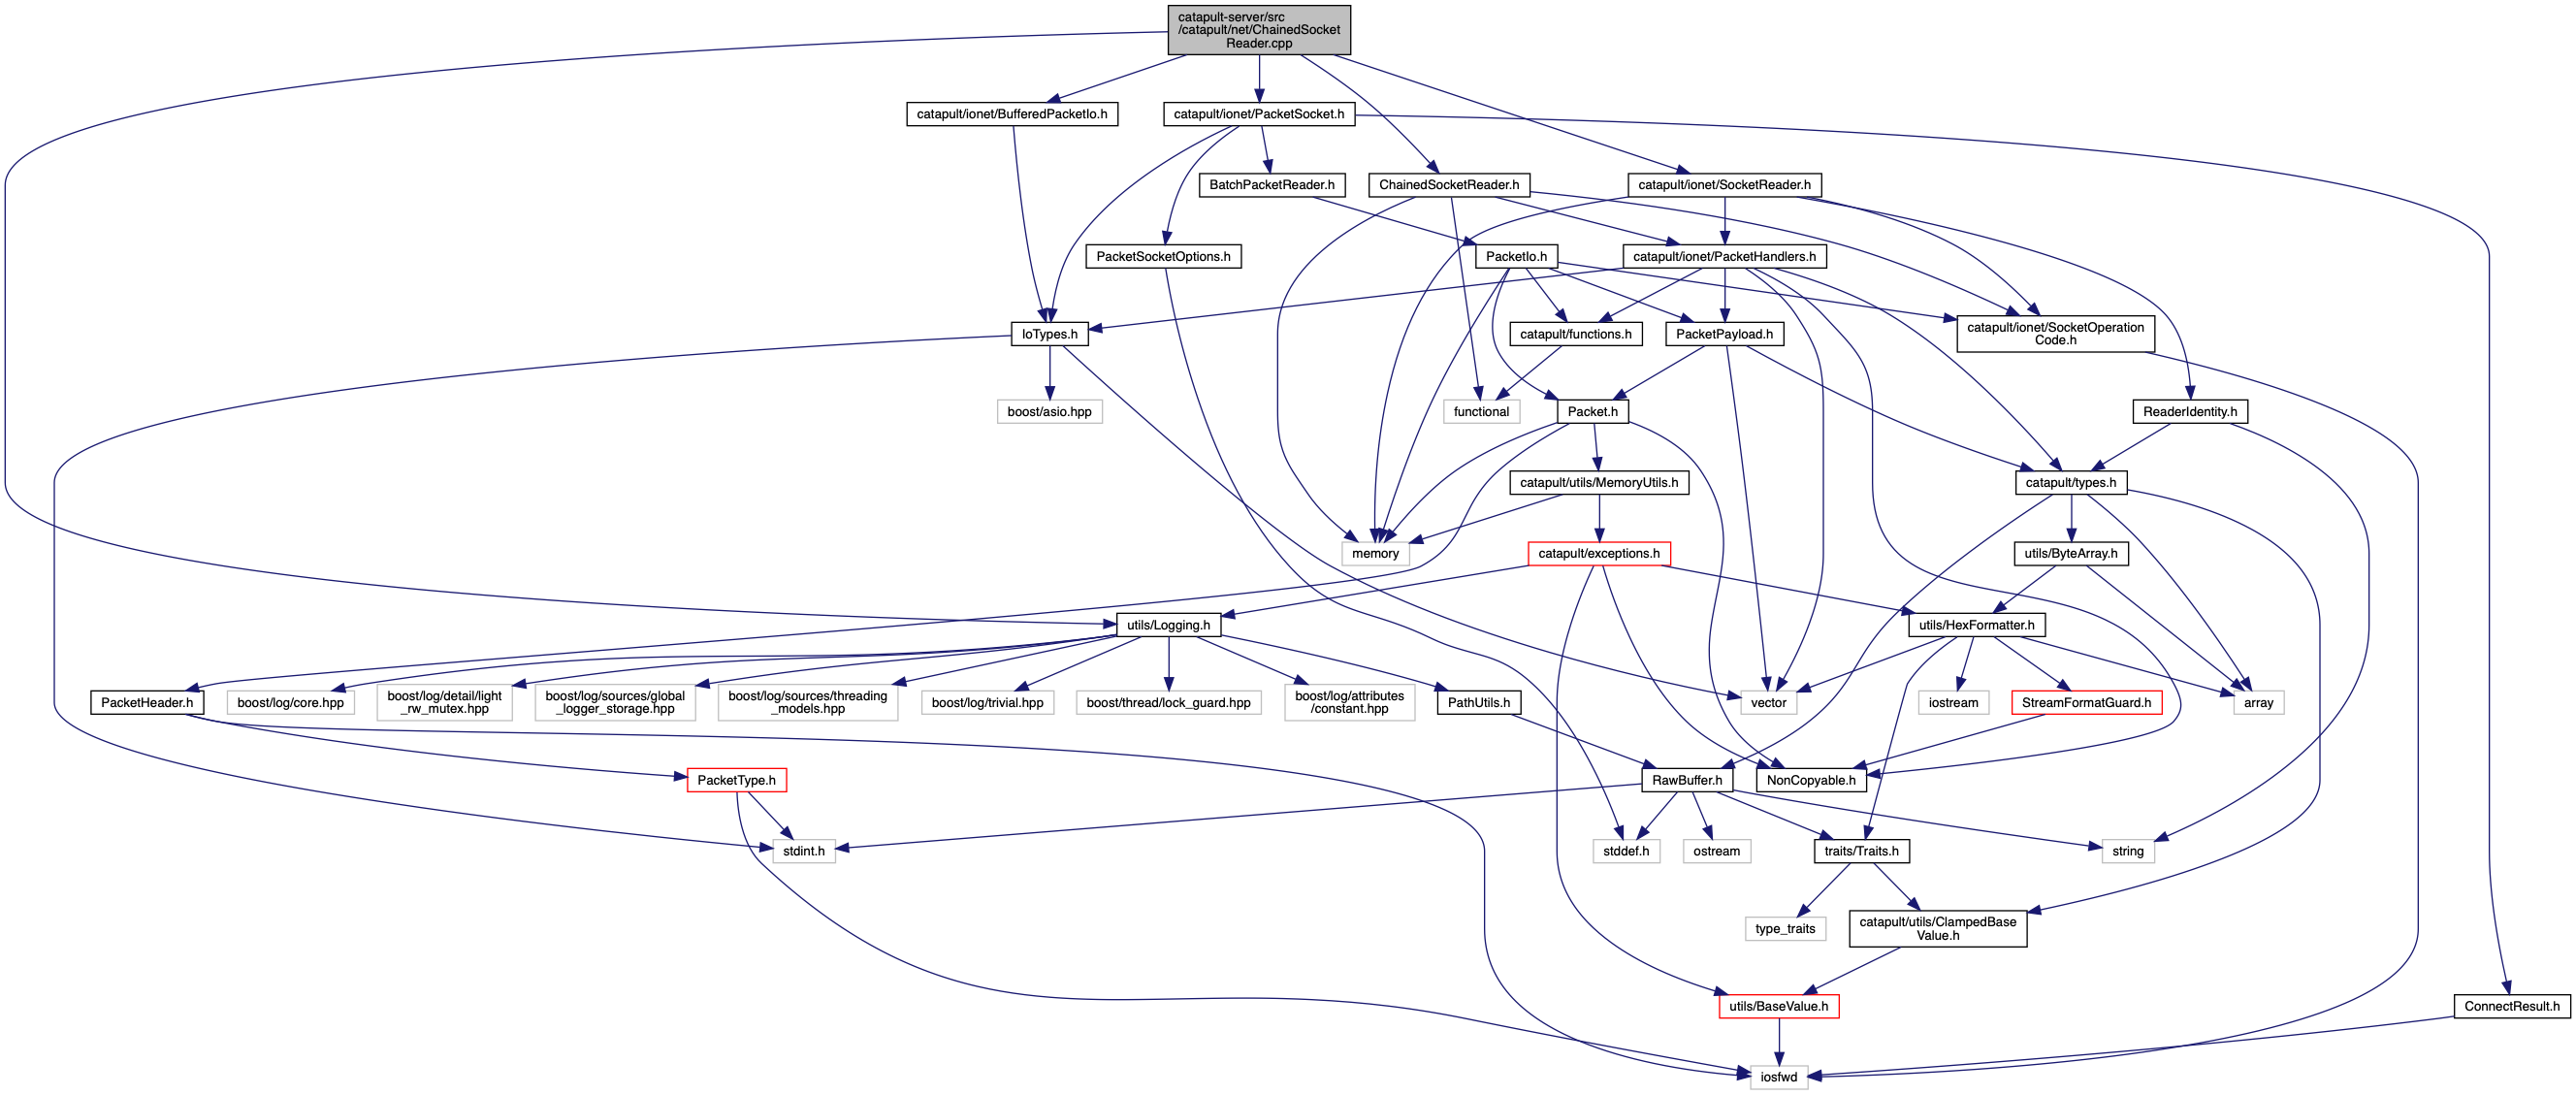 catapult-server/src
/catapult/net/ChainedSocket
Reader.cpp
catapult/ionet/BufferedPacketIo.h
catapult/ionet/PacketSocket.h
BatchPacketReader.h
ChainedSocketReader.h
catapult/ionet/SocketReader.h
PacketSocketOptions.h
PacketIo.h
catapult/ionet/PacketHandlers.h
IoTypes.h
catapult/functions.h
PacketPayload.h
catapult/ionet/SocketOperation
Code.h
boost/asio.hpp
functional
Packet.h
ReaderIdentity.h
catapult/utils/MemoryUtils.h
catapult/types.h
memory
catapult/exceptions.h
utils/ByteArray.h
utils/Logging.h
utils/HexFormatter.h
PacketHeader.h
boost/log/core.hpp
boost/log/detail/light
_rw_mutex.hpp
boost/log/sources/global
_logger_storage.hpp
boost/log/sources/threading
_models.hpp
boost/log/trivial.hpp
boost/thread/lock_guard.hpp
boost/log/attributes
/constant.hpp
PathUtils.h
vector
iostream
StreamFormatGuard.h
array
PacketType.h
RawBuffer.h
NonCopyable.h
stdint.h
stddef.h
ostream
traits/Traits.h
string
type_traits
catapult/utils/ClampedBase
Value.h
utils/BaseValue.h
ConnectResult.h
iosfwd